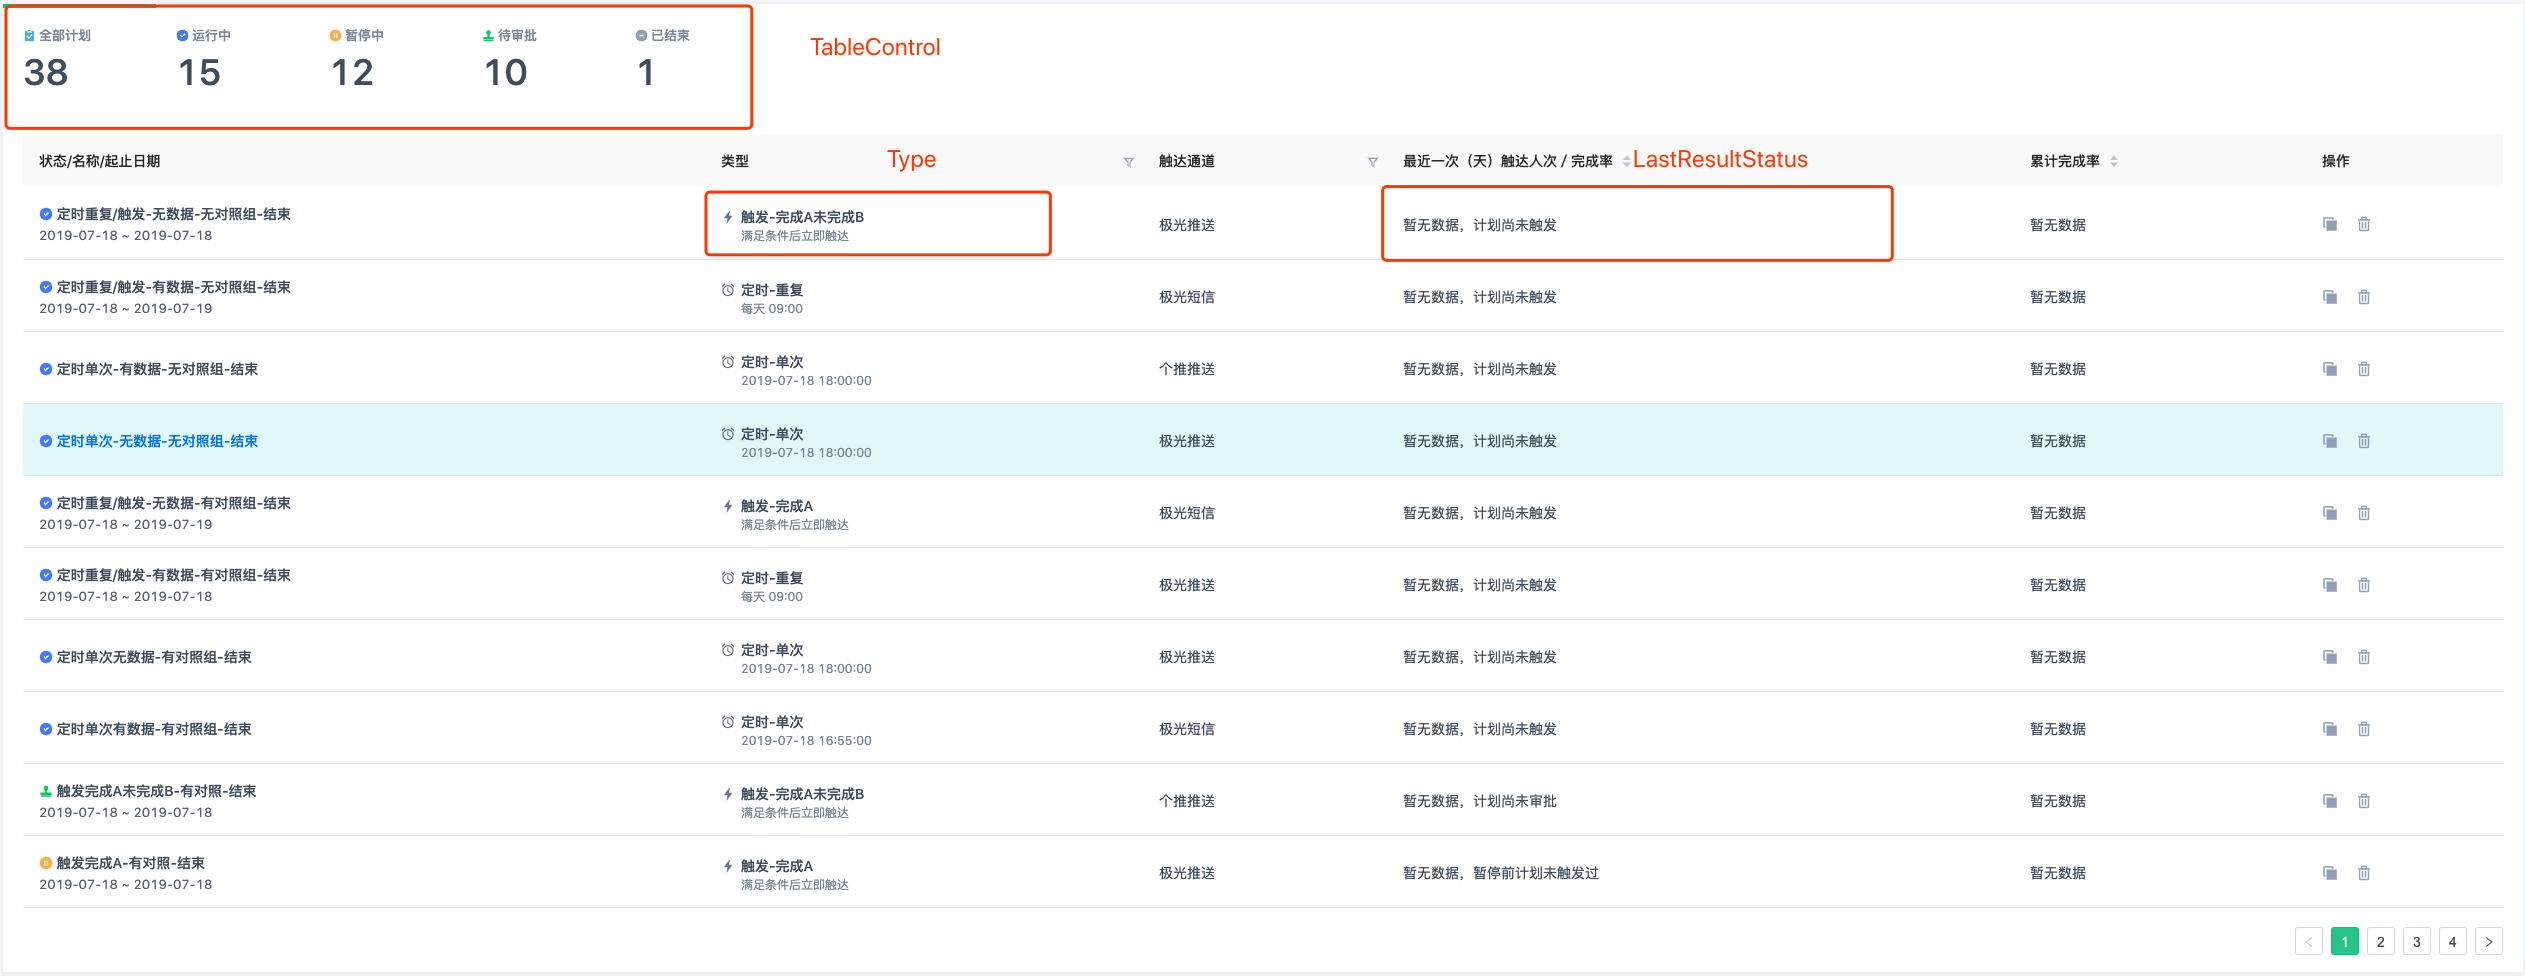 全部计划 运行中 暂停中 待审批 已结束
38 15 12 10 1
TableControl
状态/名称/起止日期 类型 Type 触达通道 最近一次（天）触达人次 / 完成率 LastResultStatus 累计完成率 操作
定时重复/触发-无数据-无对照组-结束
2019-07-18 ~ 2019-07-18
触发-完成A未完成B
满足条件后立即触达
极光推送
暂无数据，计划尚未触发
暂无数据
定时重复/触发-有数据-无对照组-结束
2019-07-18 ~ 2019-07-19
定时-重复
每天 09:00
极光短信
暂无数据，计划尚未触发
暂无数据
定时单次-有数据-无对照组-结束
定时-单次
2019-07-18 18:00:00
个推推送
暂无数据，计划尚未触发
暂无数据
定时单次-无数据-无对照组-结束
定时-单次
2019-07-18 18:00:00
极光推送
暂无数据，计划尚未触发
暂无数据
定时重复/触发-无数据-有对照组-结束
2019-07-18 ~ 2019-07-19
触发-完成A
满足条件后立即触达
极光短信
暂无数据，计划尚未触发
暂无数据
定时重复/触发-有数据-有对照组-结束
2019-07-18 ~ 2019-07-18
定时-重复
每天 09:00
极光推送
暂无数据，计划尚未触发
暂无数据
定时单次无数据-有对照组-结束
定时-单次
2019-07-18 18:00:00
极光推送
暂无数据，计划尚未触发
暂无数据
定时单次有数据-有对照组-结束
定时-单次
2019-07-18 16:55:00
极光短信
暂无数据，计划尚未触发
暂无数据
触发完成A未完成B-有对照-结束
2019-07-18 ~ 2019-07-18
触发-完成A未完成B
满足条件后立即触达
个推推送
暂无数据，计划尚未审批
暂无数据
触发完成A-有对照-结束
2019-07-18 ~ 2019-07-18
触发-完成A
满足条件后立即触达
极光推送
暂无数据，暂停前计划未触发过
暂无数据
< 1 2 3 4 >